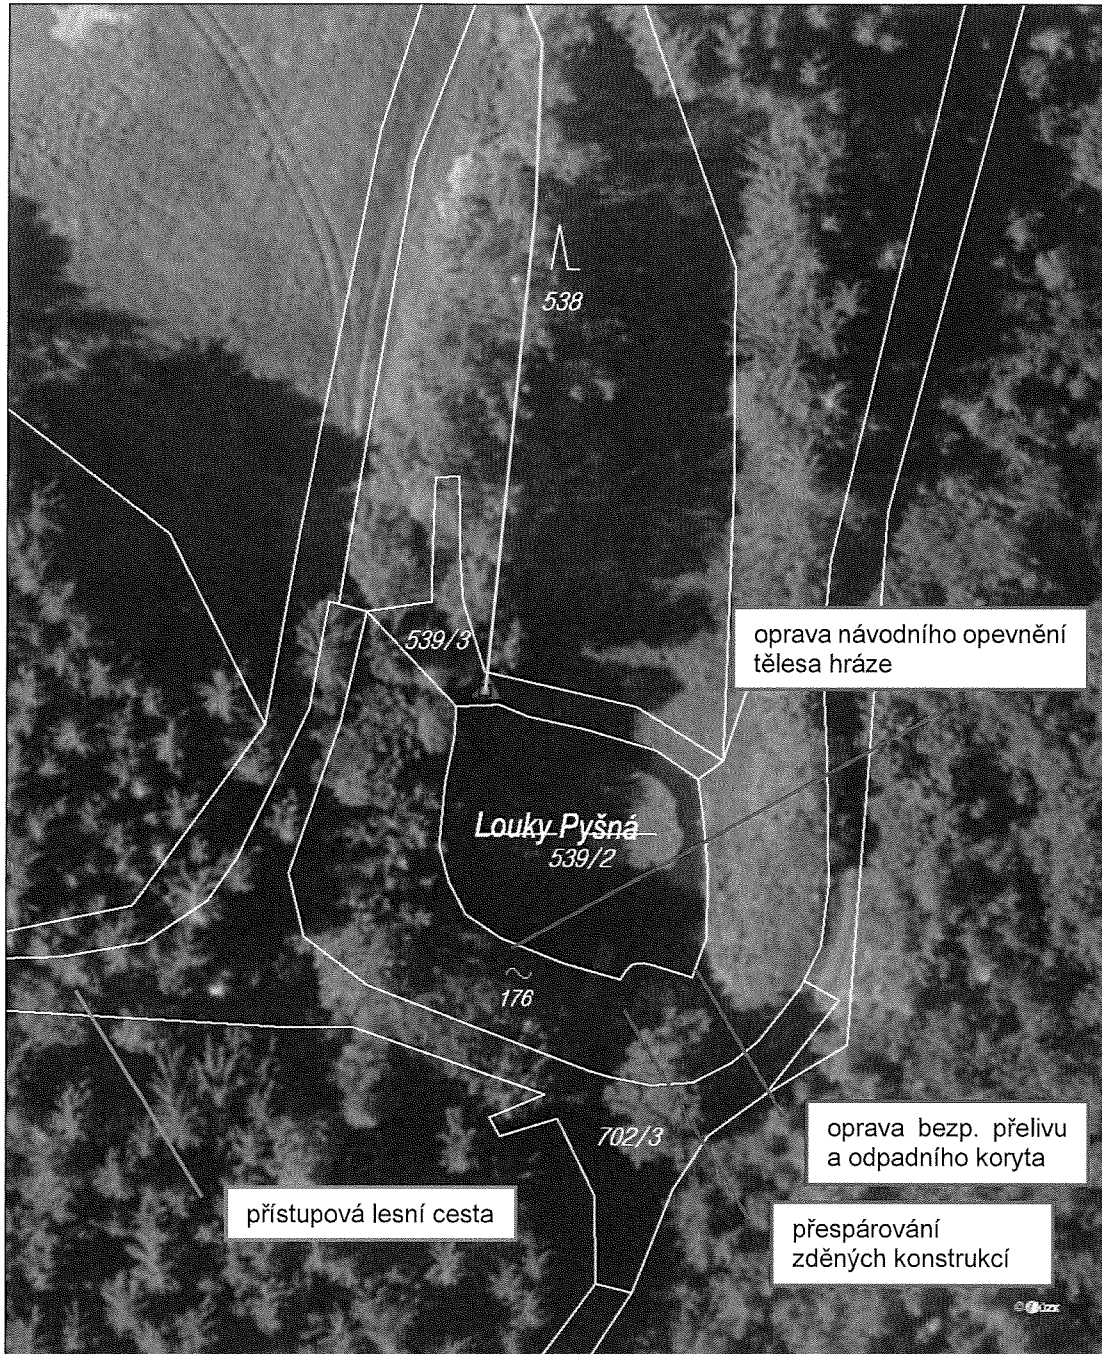 538
539/3
oprava návodního opevnění
tělesa hráze
Louky Pyšná
539/2
176
702/3
oprava bezp. přelivu
a odpadního koryta
přístupová lesní cesta
přespárování
zděných konstrukcí